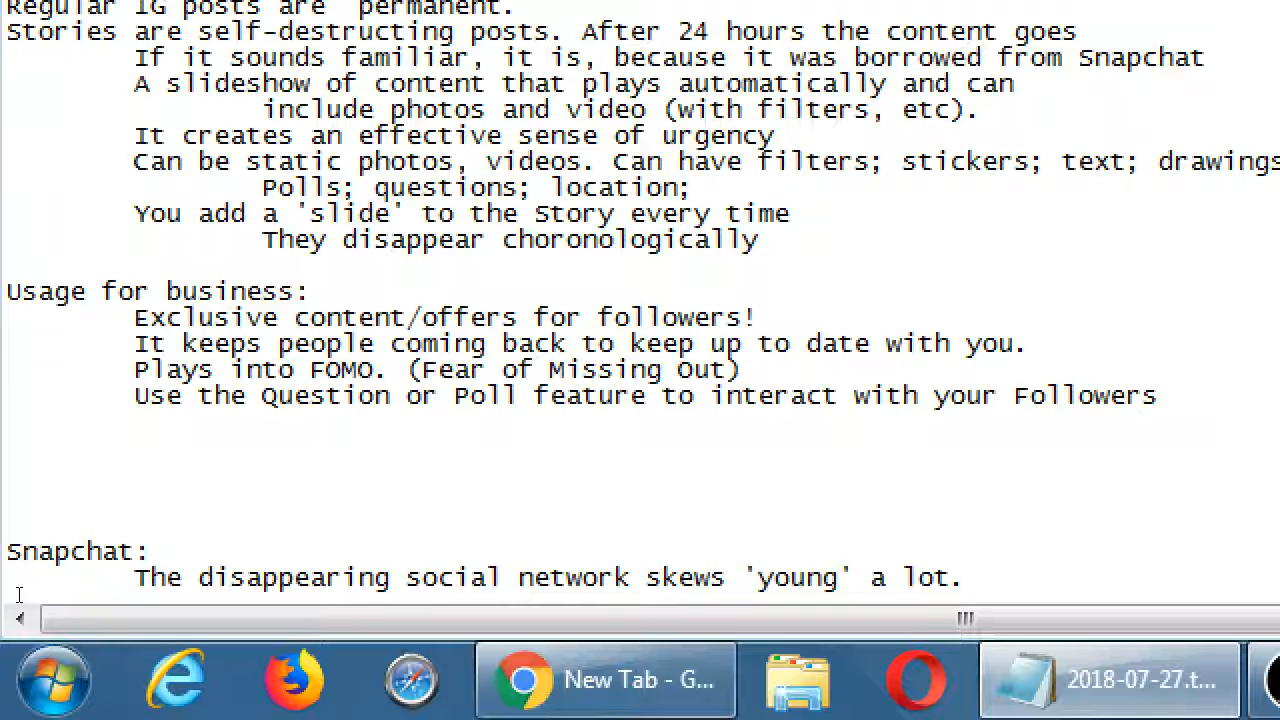 Regular IG posts are  permanent.
Stories are self-destructing posts. After 24 hours the content goes
If it sounds familiar, it is, because it was borrowed from Snapchat
A slideshow of content that plays automatically and can
include photos and video (with filters, etc).
It creates an effective sense of urgency
Can be static photos, videos. Can have filters; stickers; text; drawings
Polls; questions; location;
You add a 'slide' to the Story every time
They disappear choronologically
Usage for business:
Exclusive content/offers for followers!
It keeps people coming back to keep up to date with you.
Plays into FOMO. (Fear of Missing Out)
Use the Question or Poll feature to interact with your Followers
Snapchat:
The disappearing social network skews 'young' a lot.
New Tab - G...
2018-07-27.t...